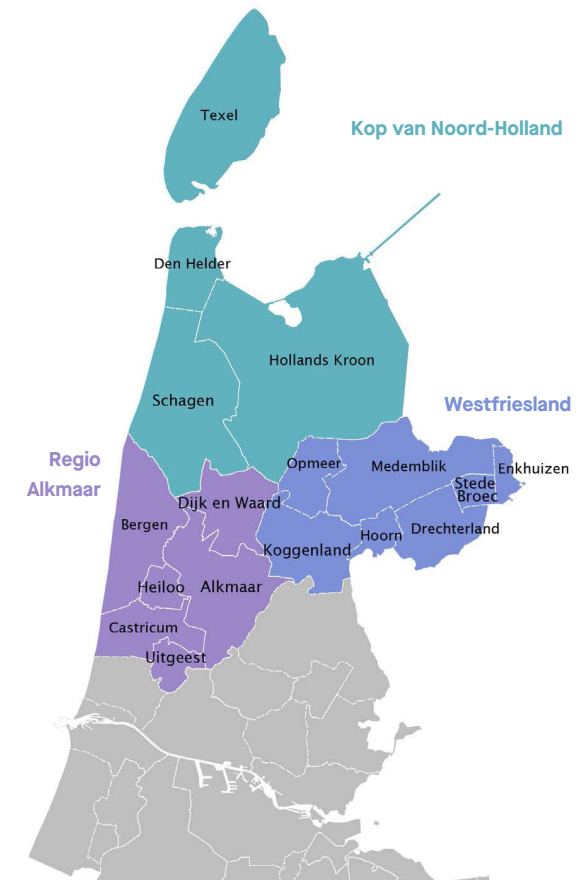 Texel
Kop van Noord-Holland
Den Helder
Hollands Kroon
Schagen
Westfriesland
Regio
Alkmaar
Opmeer
Medemblik
Enkhuizen
Stede
Broec
Dijk en Waard
Bergen
Drechterland
Hoorn
Koggenland
Heiloo
Alkmaar
Castricum
Uitgeest